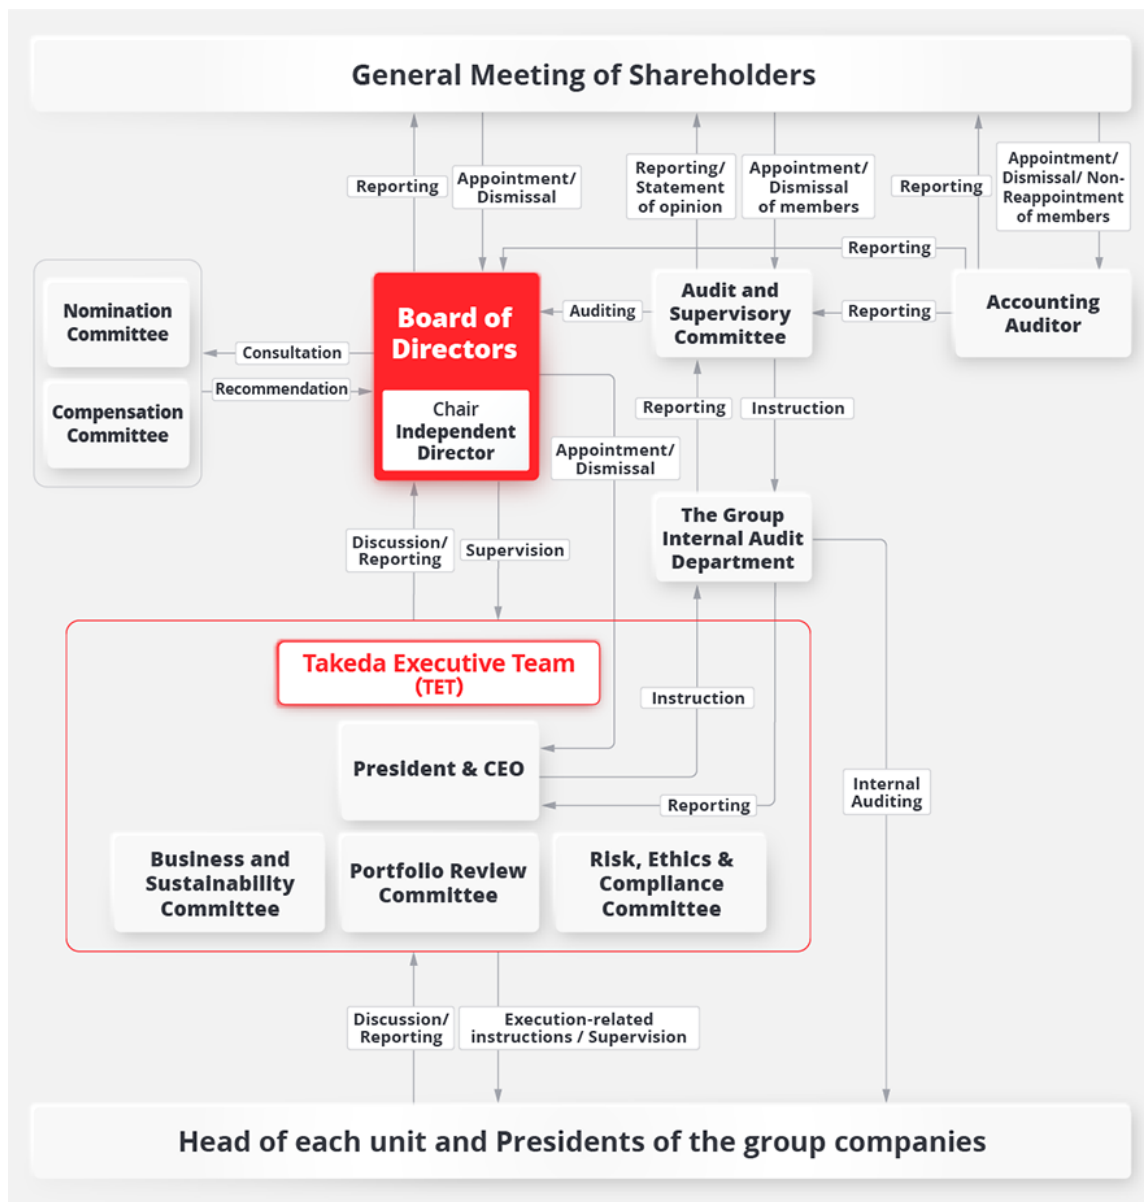 General Meeting of Shareholders
Reporting
Appointment/
Dismissal
Reporting/
Statement
of opinion
Appointment/
Dismissal
of members
Reporting
Appointment/
Dismissal/ Non-
Reappointment
of members
Reporting
Nomination
Committee
Compensation
Committee
Consultation
Recommendation
Board of
Directors
Chair
Independent
Director
Auditing
Audit and
Supervisory
Committee
Reporting
Accounting
Auditor
Reporting
Instruction
Appointment/
Dismissal
Discussion/
Reporting
Supervision
The Group
Internal Audit
Department
Takeda Executive Team
(TET)
Instruction
President & CEO
Reporting
Internal
Auditing
Business and
Sustainability
Committee
Portfolio Review
Committee
Risk, Ethics &
Compliance
Committee
Discussion/
Reporting
Execution-related
instructions / Supervision
Head of each unit and Presidents of the group companies